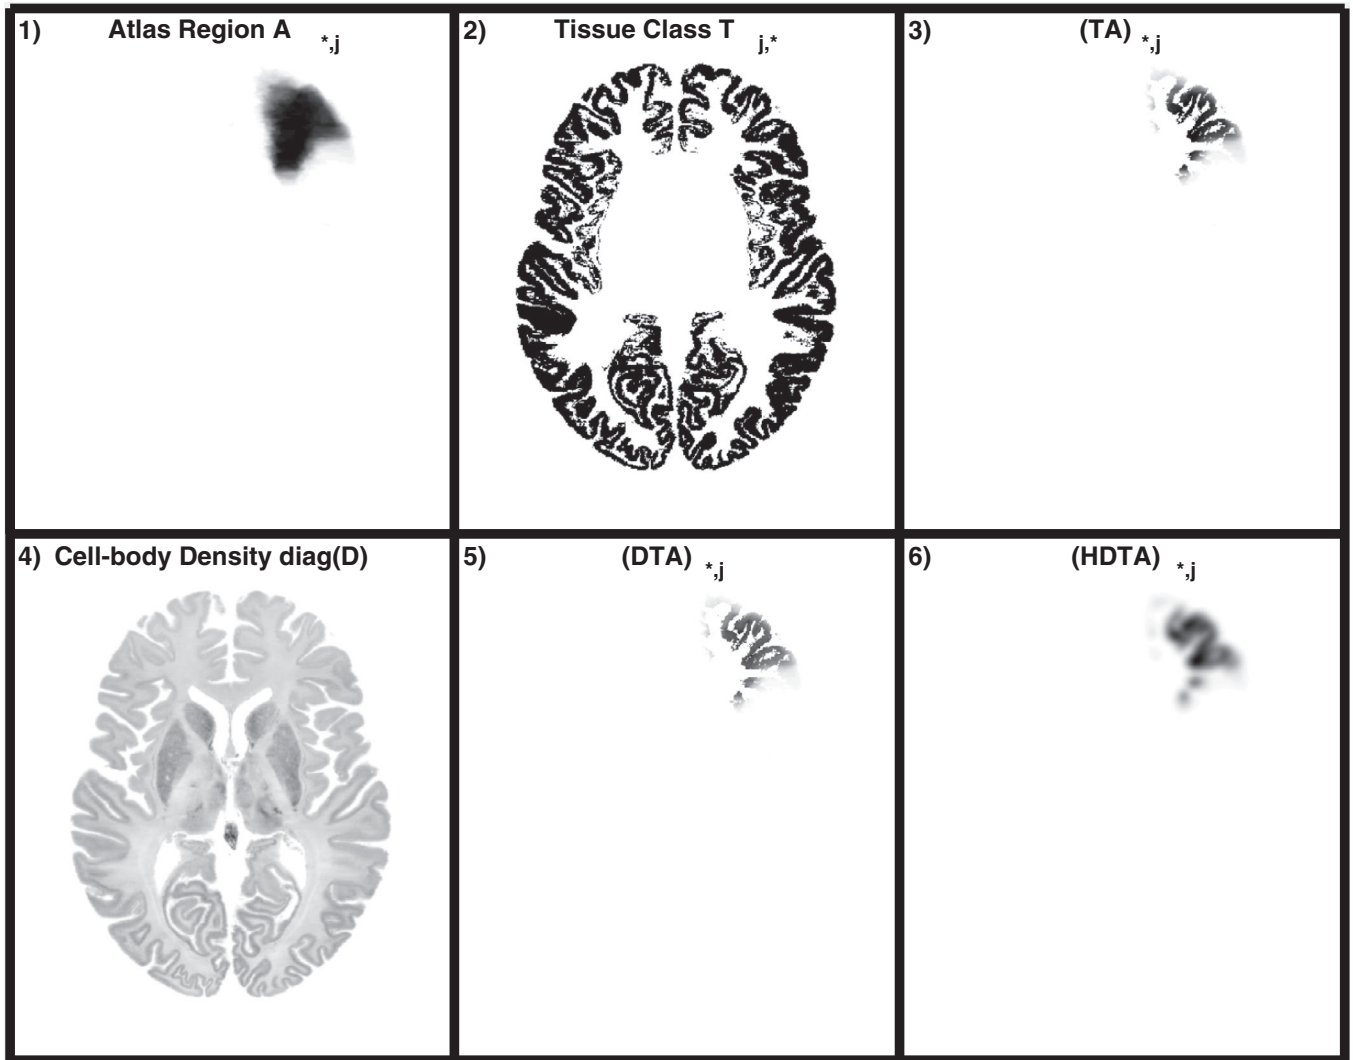 1) Atlas Region A *,j
2) Tissue Class T j,*
3) (TA) *,j
4) Cell-body Density diag(D)
5) (DTA) *,j
6) (HDTA) *,j